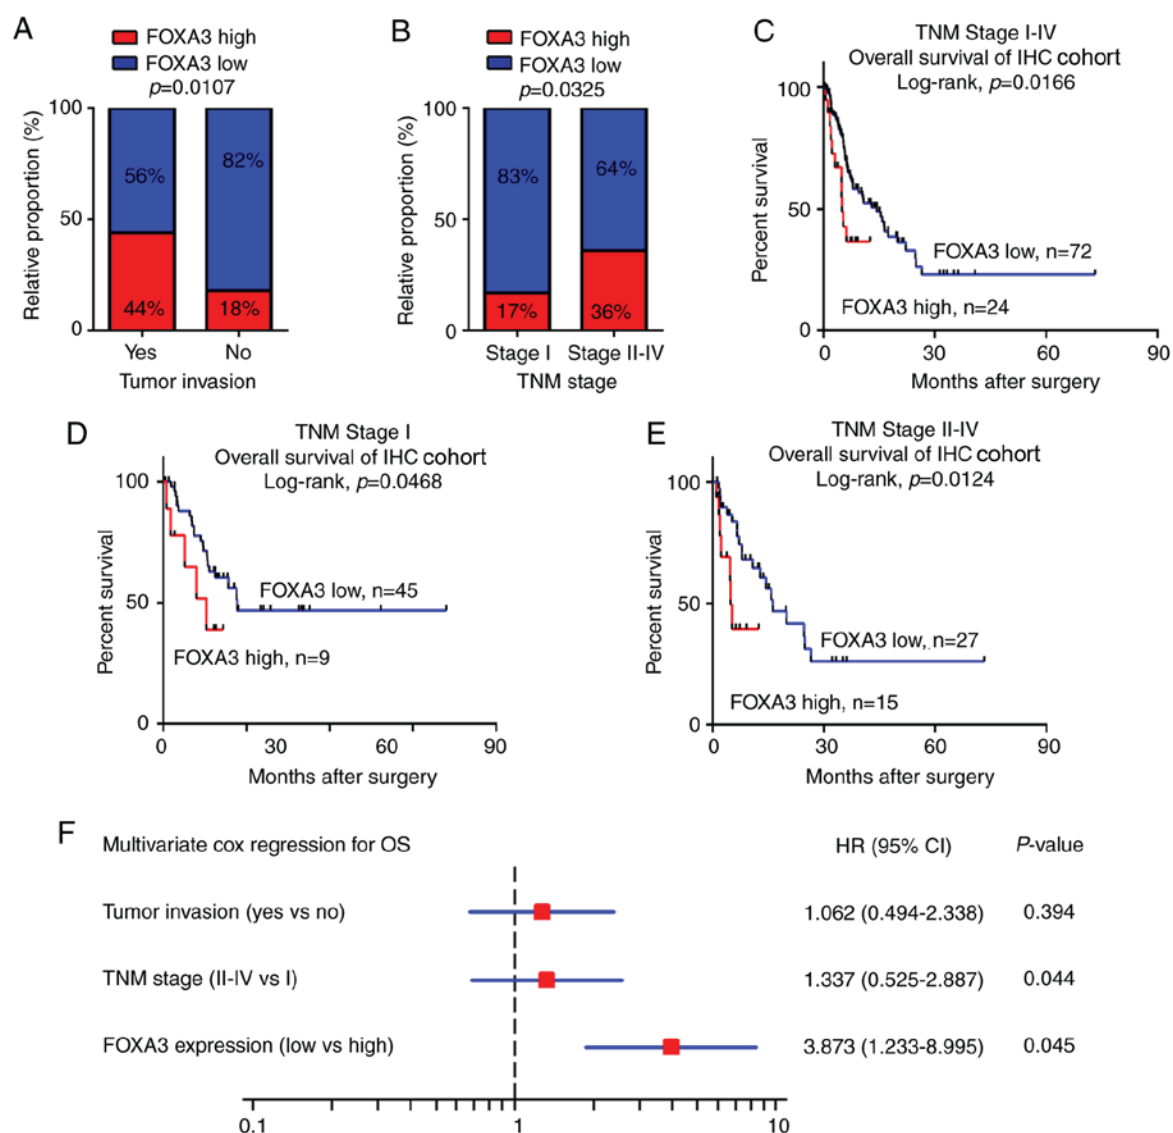 A
FOXA3 high
FOXA3 low
p=0.0107
Relative proportion (%)
100
50
0
56%
82%
44%
18%
Yes
No
Tumor invasion
B
FOXA3 high
FOXA3 low
p=0.0325
Relative proportion (%)
100
50
0
83%
64%
17%
36%
Stage I
Stage II-IV
TNM stage
C
TNM Stage I-IV
Overall survival of IHC cohort
Log-rank, p=0.0166
Percent survival
100
50
0
FOXA3 low, n=72
FOXA3 high, n=24
0
30
60
90
Months after surgery
D
TNM Stage I
Overall survival of IHC cohort
Log-rank, p=0.0468
Percent survival
100
50
0
FOXA3 low, n=45
FOXA3 high, n=9
0
30
60
90
Months after surgery
E
TNM Stage II-IV
Overall survival of IHC cohort
Log-rank, p=0.0124
Percent survival
100
50
0
FOXA3 low, n=27
FOXA3 high, n=15
0
30
60
90
Months after surgery
F
Multivariate cox regression for OS
HR (95% CI)
P-value
Tumor invasion (yes vs no)
1.062 (0.494-2.338)
0.394
TNM stage (II-IV vs I)
1.337 (0.525-2.887)
0.044
FOXA3 expression (low vs high)
3.873 (1.233-8.995)
0.045
0.1
1
10